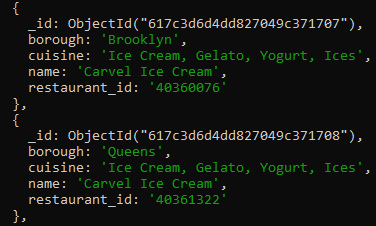 {
_id: ObjectId("617c3d6d4dd827049c371707"),
borough: 'Brooklyn',
cuisine: 'Ice Cream, Gelato, Yogurt, Ices',
name: 'Carvel Ice Cream',
restaurant_id: '40360076'
},
{
_id: ObjectId("617c3d6d4dd827049c371708"),
borough: 'Queens',
cuisine: 'Ice Cream, Gelato, Yogurt, Ices',
name: 'Carvel Ice Cream',
restaurant_id: '40361322'
},